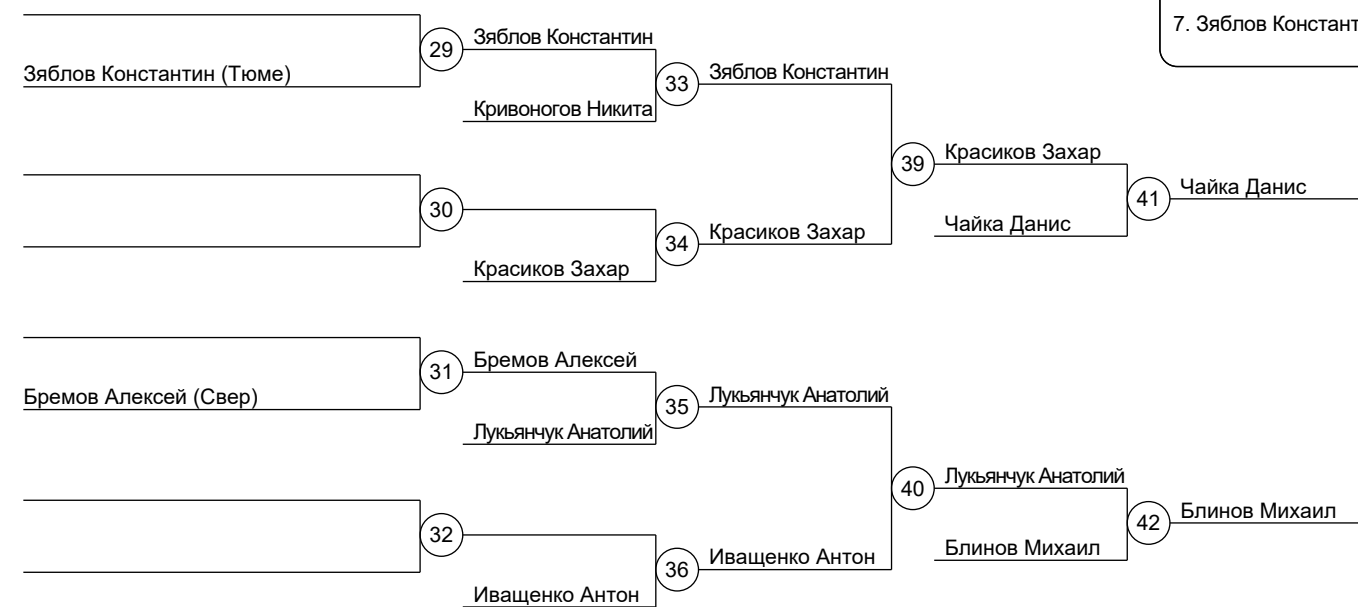 7. Зяблов Констант
29
Зяблов Константин
Зяблов Константин (Тюме)
33
Зяблов Константин
Кривоногов Никита
39
Красиков Захар
30
41
Чайка Данис
34
Красиков Захар
Чайка Данис
Красиков Захар
31
Бремов Алексей
Бремов Алексей (Свер)
35
Лукьянчук Анатолий
Лукьянчук Анатолий
40
Лукьянчук Анатолий
32
42
Блинов Михаил
36
Иващенко Антон
Блинов Михаил
Иващенко Антон